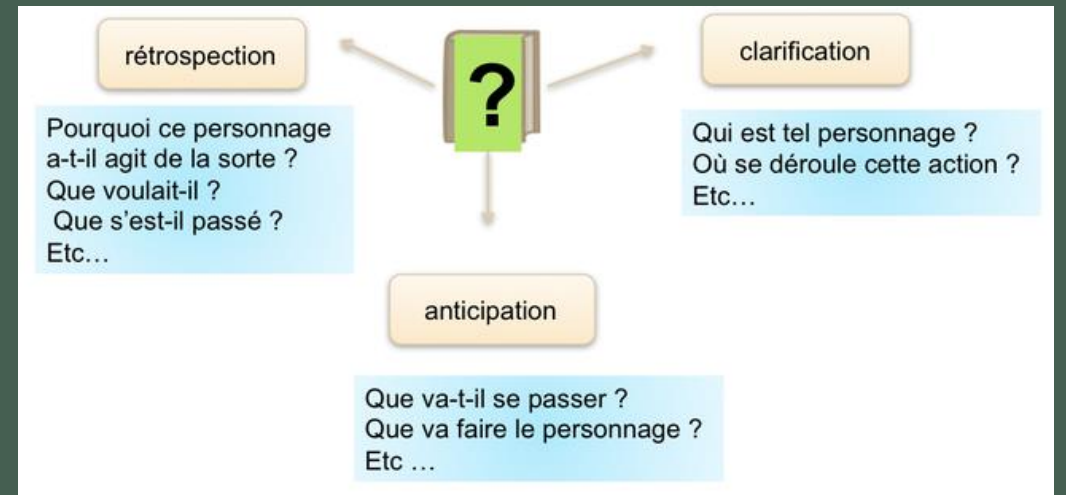 rétrospection
Pourquoi ce personnage
a-t-il agit de la sorte ?
Que voulait-il ?
Que s'est-il passé ?
Etc…
?
clarification
Qui est tel personnage ?
Où se déroule cette action ?
Etc…
anticipation
Que va-t-il se passer ?
Que va faire le personnage ?
Etc …